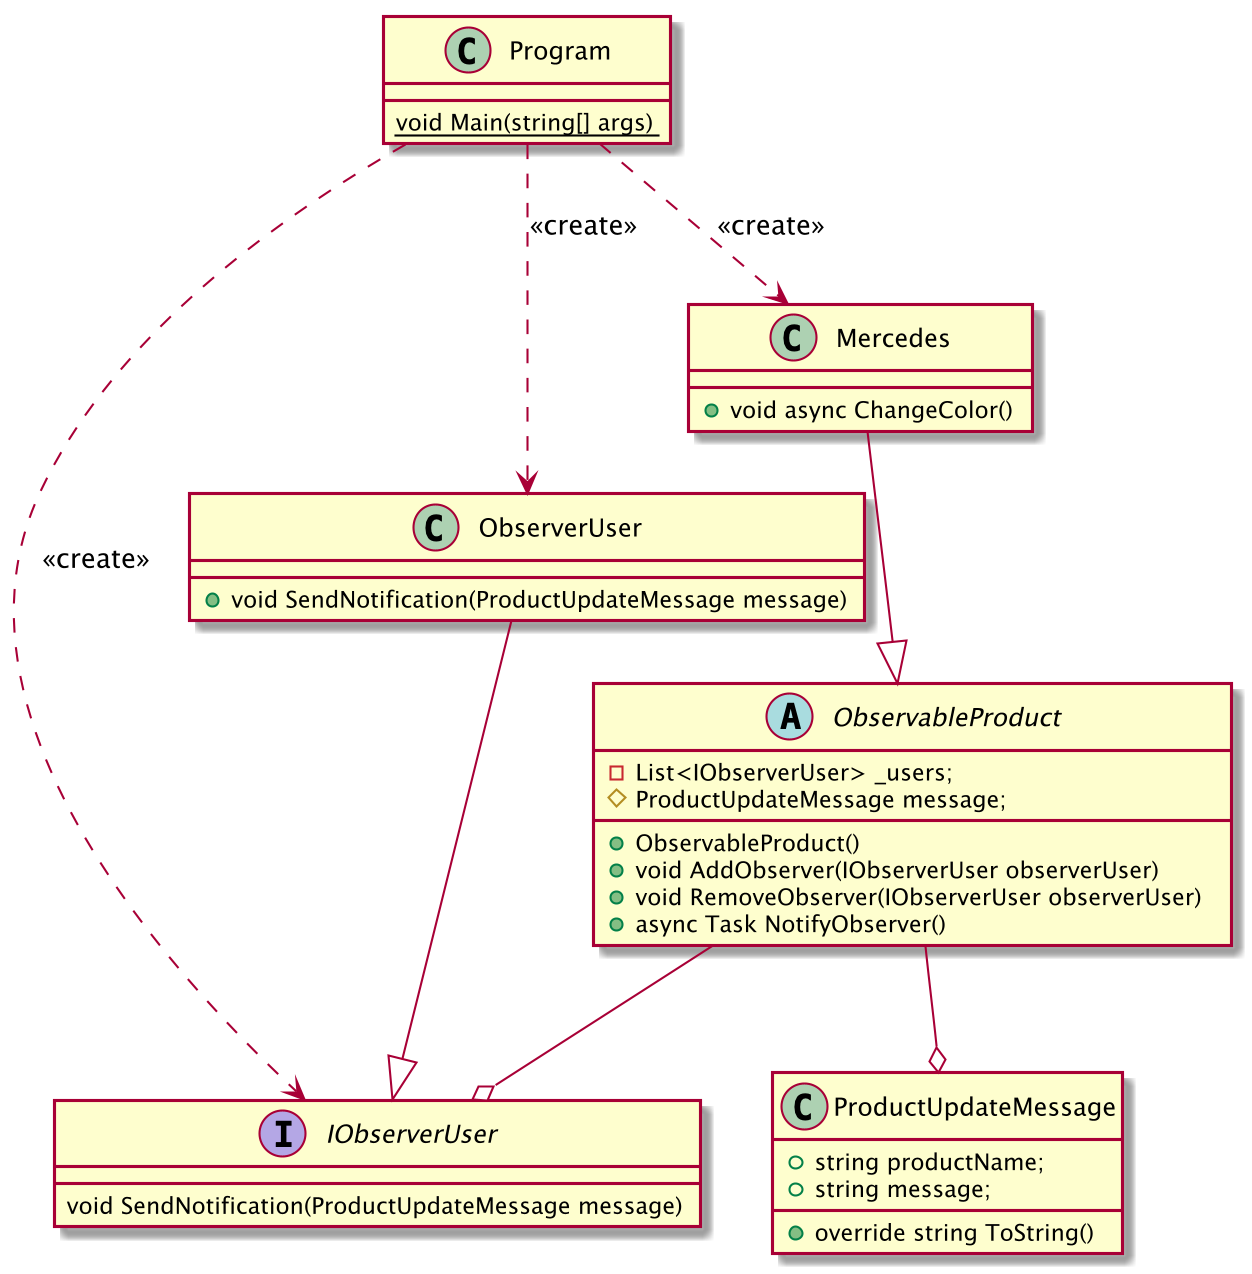 C Program
void Main(string[] args)
«create»
«create»
C Mercedes
void async ChangeColor()
C ObserverUser
void SendNotification(ProductUpdateMessage message)
«create»
A ObservableProduct
List<IObserverUser> _users;
ProductUpdateMessage message;
ObservableProduct()
void AddObserver(IObserverUser observerUser)
void RemoveObserver(IObserverUser observerUser)
async Task NotifyObserver()
I IObserverUser
void SendNotification(ProductUpdateMessage message)
C ProductUpdateMessage
string productName;
string message;
override string ToString()